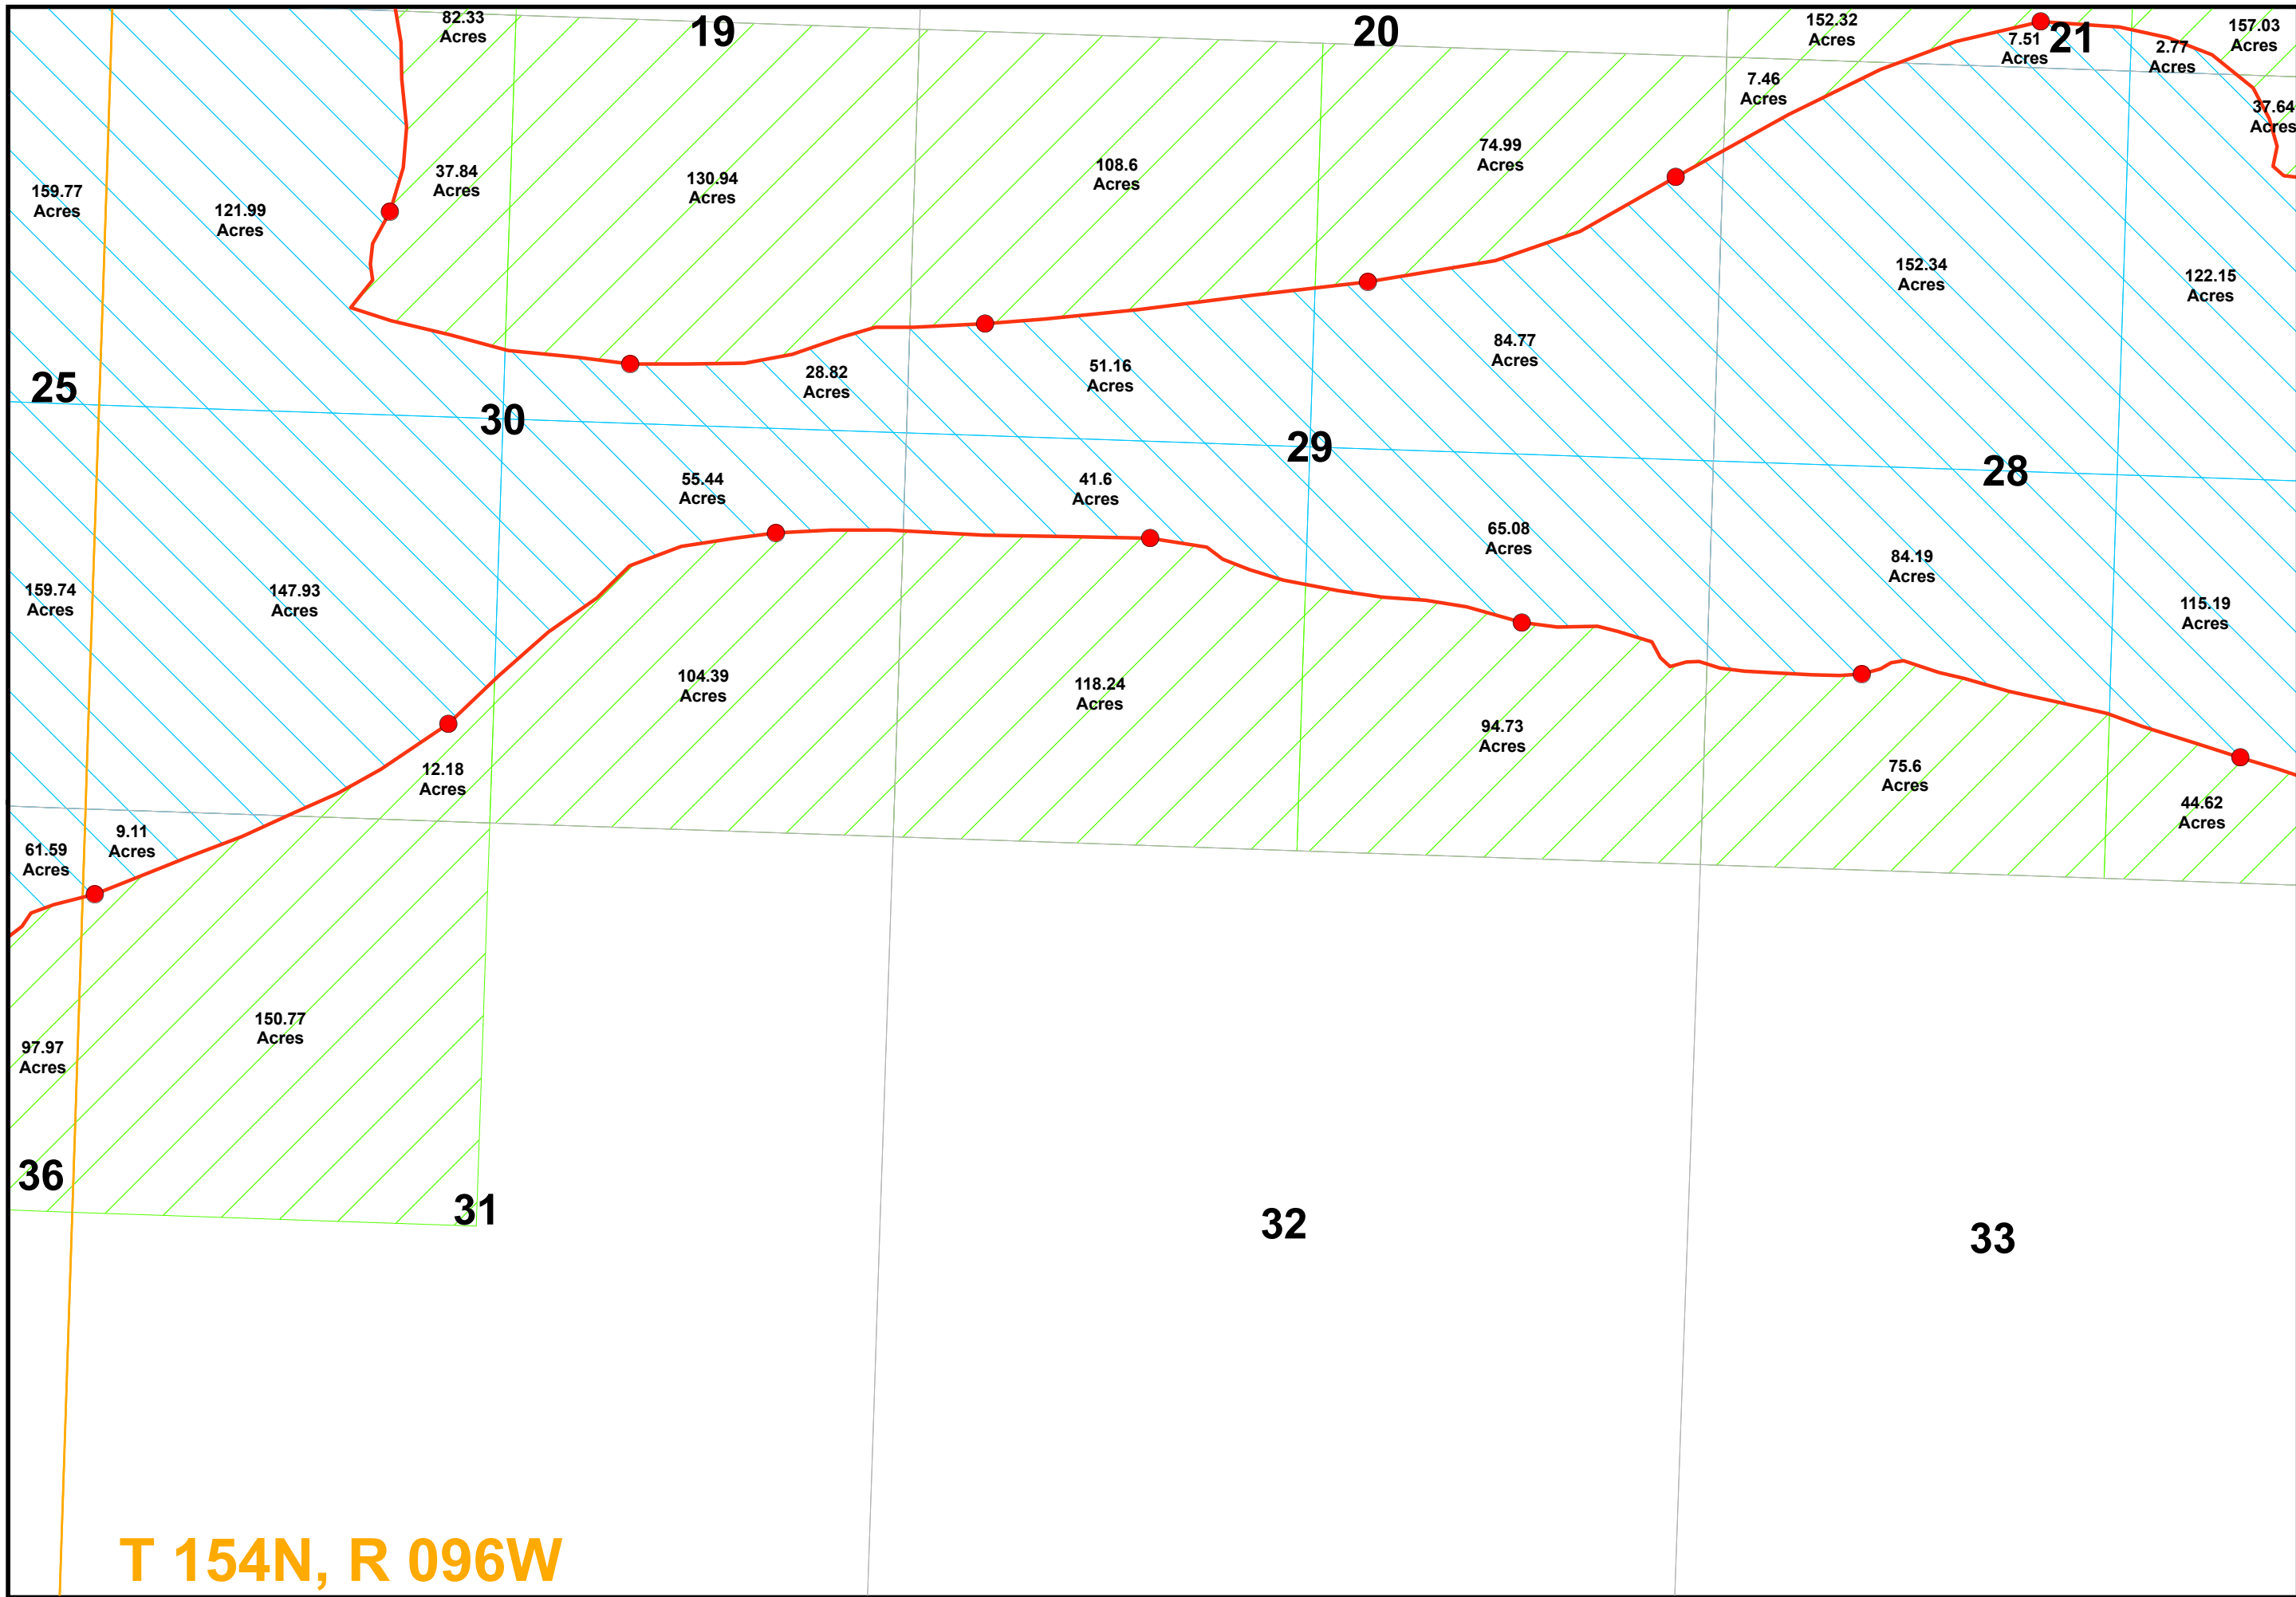 82.33
Acres
19
20
152.32
Acres
7.51
Acres
21
2.77
Acres
157.03
Acres
7.46
Acres
37.64
Acres
159.77
Acres
121.99
Acres
37.84
Acres
130.94
Acres
108.6
Acres
74.99
Acres
152.34
Acres
122.15
Acres
25
30
28.82
Acres
51.16
Acres
84.77
Acres
29
28
55.44
Acres
41.6
Acres
65.08
Acres
84.19
Acres
115.19
Acres
159.74
Acres
147.93
Acres
104.39
Acres
118.24
Acres
94.73
Acres
75.6
Acres
44.62
Acres
12.18
Acres
61.59
Acres
9.11
Acres
97.97
Acres
150.77
Acres
36
31
32
33
T 154N, R 096W